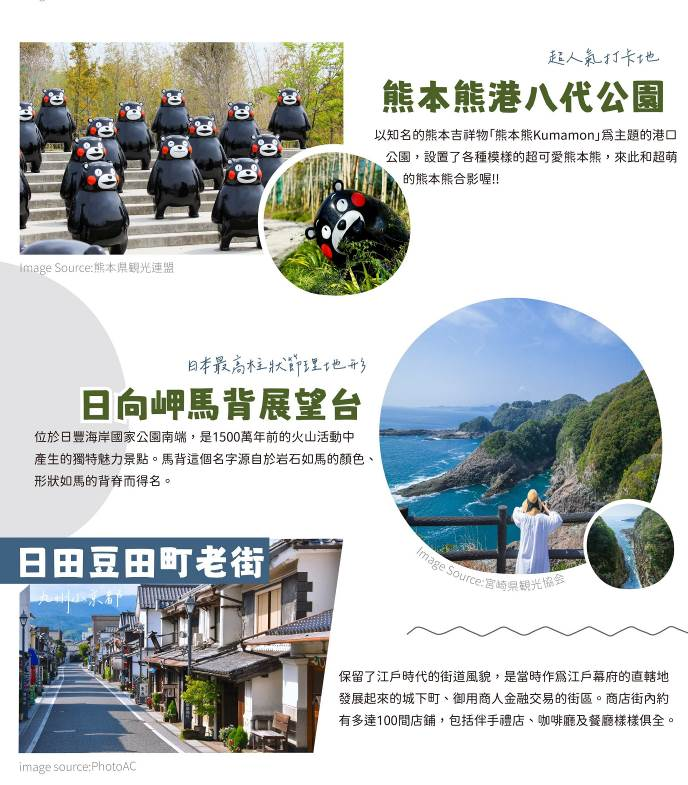 超人氣打卡地
熊本熊港八代公園
以知名的熊本吉祥物「熊本熊Kumamon」為主題的港口
公園，設置了各種模樣的超可愛熊本熊，來此和超萌
的熊本熊合影喔!!
Image Source:熊本県観光連盟
日本最高柱狀節理地形
日向岬馬背展望台
位於日豐海岸國家公園南端，是1500萬年前的火山活動中
產生的獨特魅力景點。馬背這個名字源自於岩石如馬的顏色、
形狀如馬的背脊而得名。
Image Source:宮崎県観光協会
日田豆田町老街
九州小京都
保留了江戶時代的街道風貌，是當時作為江戶幕府的直轄地
發展起來的城下町、御用商人金融交易的街區。商店街內約
有多達100間店鋪，包括伴手禮店、咖啡廳及餐廳樣樣俱全。
image source:PhotoAC